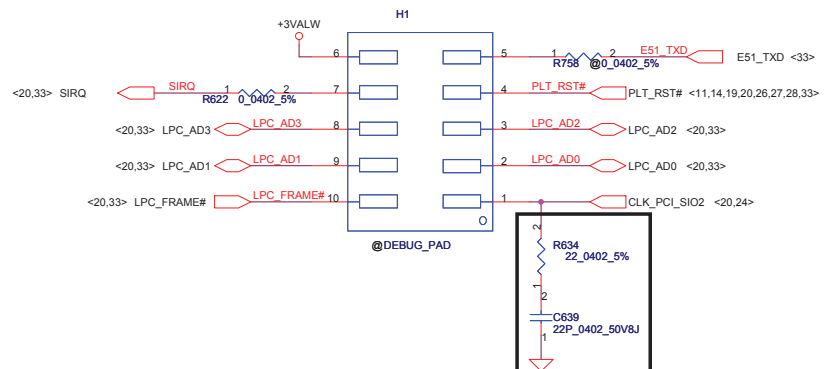 H1
+3VALW
6
5
1
2
E51_TXD
E51_TXD <33>
R758
@0_0402_5%
<20,33> SIRQ
SIRQ
1
2
7
R622
0_0402_5%
4
PLT_RST#
PLT_RST# <11,14,19,20,26,27,28,33>
<20,33> LPC_AD3
LPC_AD3
8
3
LPC_AD2
LPC_AD2 <20,33>
<20,33> LPC_AD1
LPC_AD1
9
2
LPC_AD0
LPC_AD0 <20,33>
<20,33> LPC_FRAME#
LPC_FRAME#
10
1
CLK_PCI_SIO2 <20,24>
@DEBUG_PAD
2
R634
22_0402_5%
1
2
C639
22P_0402_50V8J
1